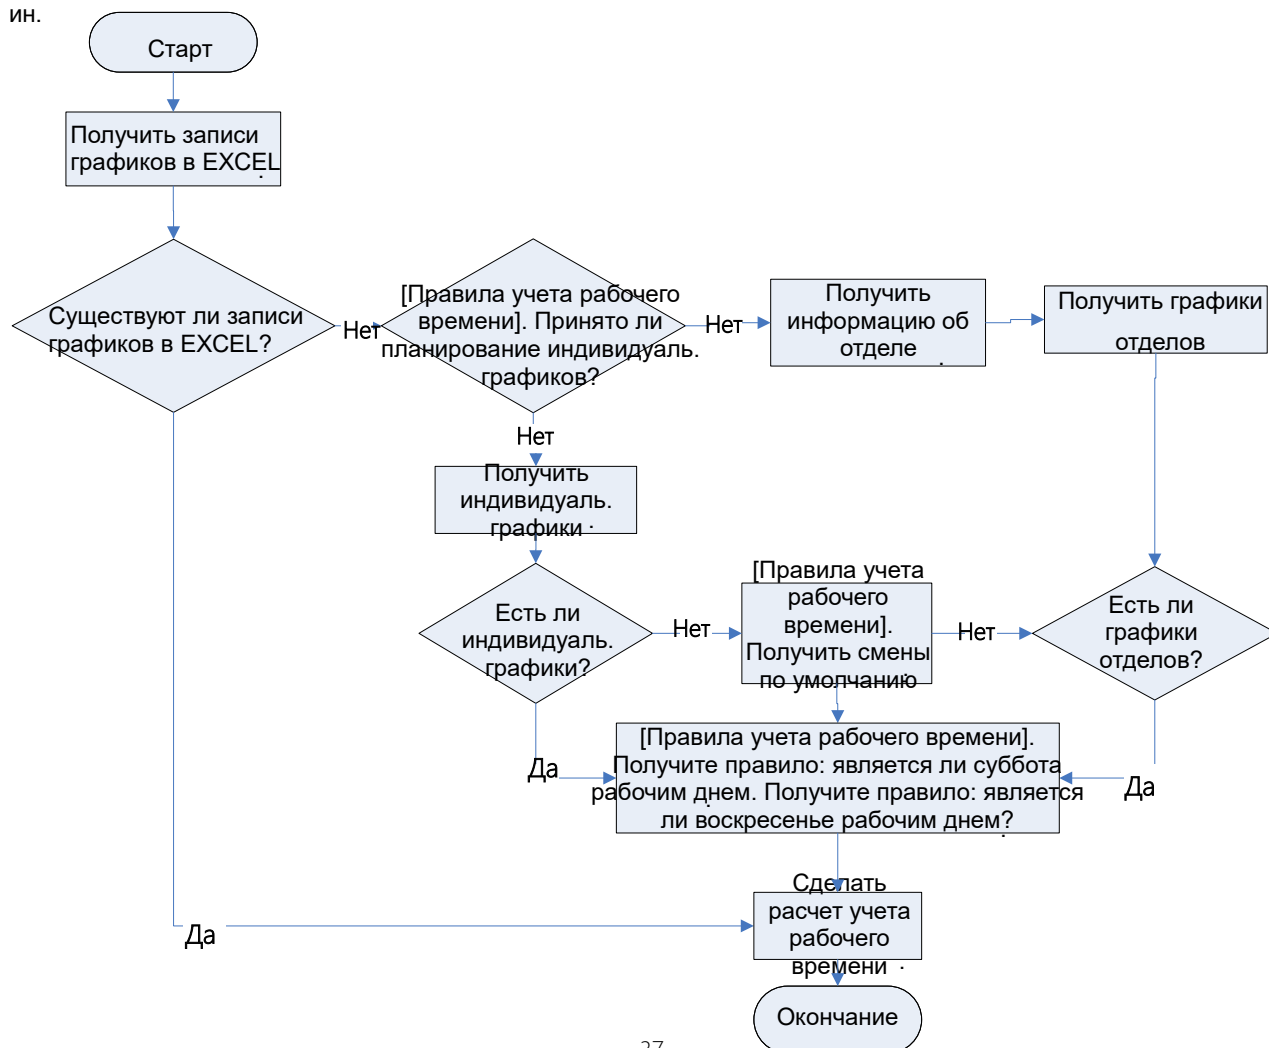 ин.
Старт
Получить записи
графиков в EXCEL
Существуют ли записи
графиков в EXCEL?
Нет
[Правила учета рабочего
времени]. Принято ли
планирование индивидуаль.
графиков?
Нет
Получить
информацию об
отделе
Получить графики
отделов
Нет
Получить
индивидуаль.
графики
Есть ли
индивидуаль.
графики?
Нет
[Правила учета
рабочего
времени].
Получить смены
по умолчанию
Нет
Есть ли
графики
отделов?
Да
[Правила учета рабочего времени].
Получите правило: является ли суббота
рабочим днем. Получите правило: является
ли воскресенье рабочим днем?
Да
Да
Сделать
расчет учета
рабочего
времени
Окончание
37